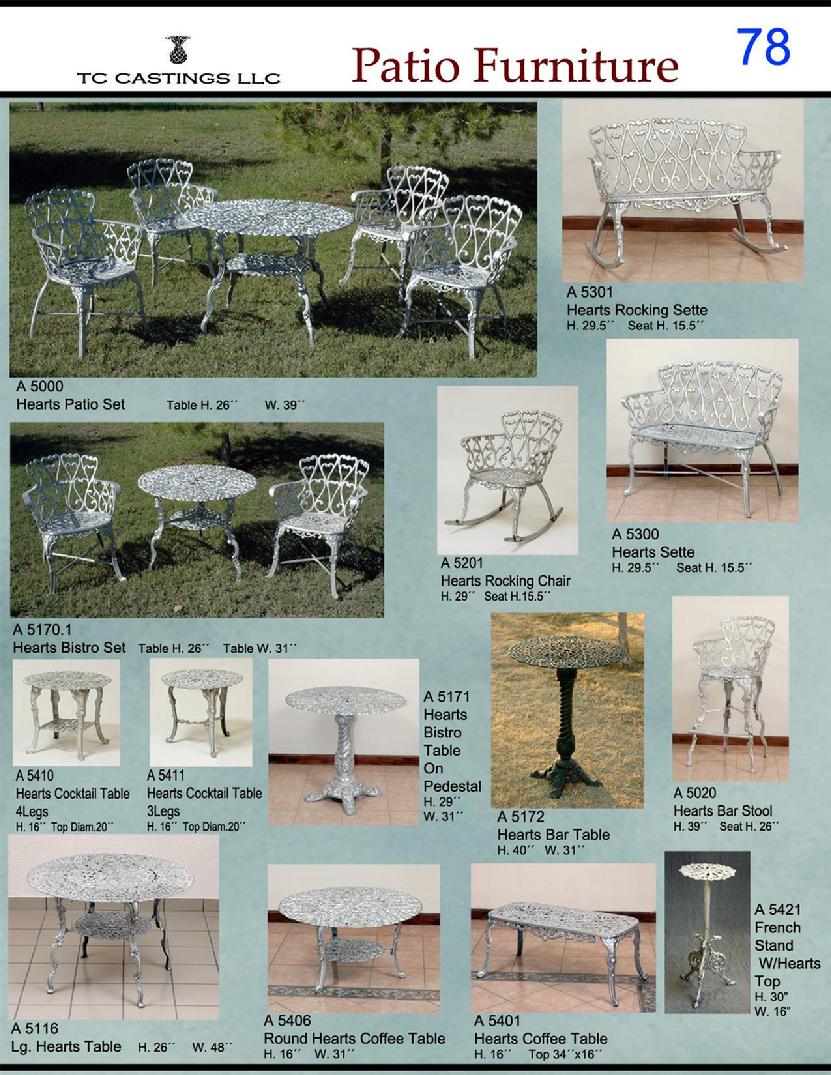 TC CASTINGS LLC
Patio Furniture
78
A 5000
Hearts Patio Set Table H. 26´´ W. 39´´
A 5301
Hearts Rocking Sette
H. 29.5´´ Seat H. 15.5´´
A 5201
Hearts Rocking Chair
H. 29´´ Seat H.15.5´´
A 5300
Hearts Sette
H. 29.5´´ Seat H. 15.5´´
A 5170.1
Hearts Bistro Set Table H. 26´´ Table W. 31´´
A 5410
Hearts Cocktail Table
4Legs
H. 16´´ Top Diam.20´´
A 5411
Hearts Cocktail Table
3Legs
H. 16´´ Top Diam.20´´
A 5171
Hearts
Bistro
Table
On
Pedestal
H. 29´´
W. 31´´
A 5172
Hearts Bar Table
H. 40´´ W. 31´´
A 5020
Hearts Bar Stool
H. 39´´ Seat H. 26´´
A 5116
Lg. Hearts Table H. 26´´ W. 48´´
A 5406
Round Hearts Coffee Table
H. 16´´ W. 31´´
A 5401
Hearts Coffee Table
H. 16´´ Top 34´´x16´´
A 5421
French
Stand
W/Hearts
Top
H. 30”
W. 16”